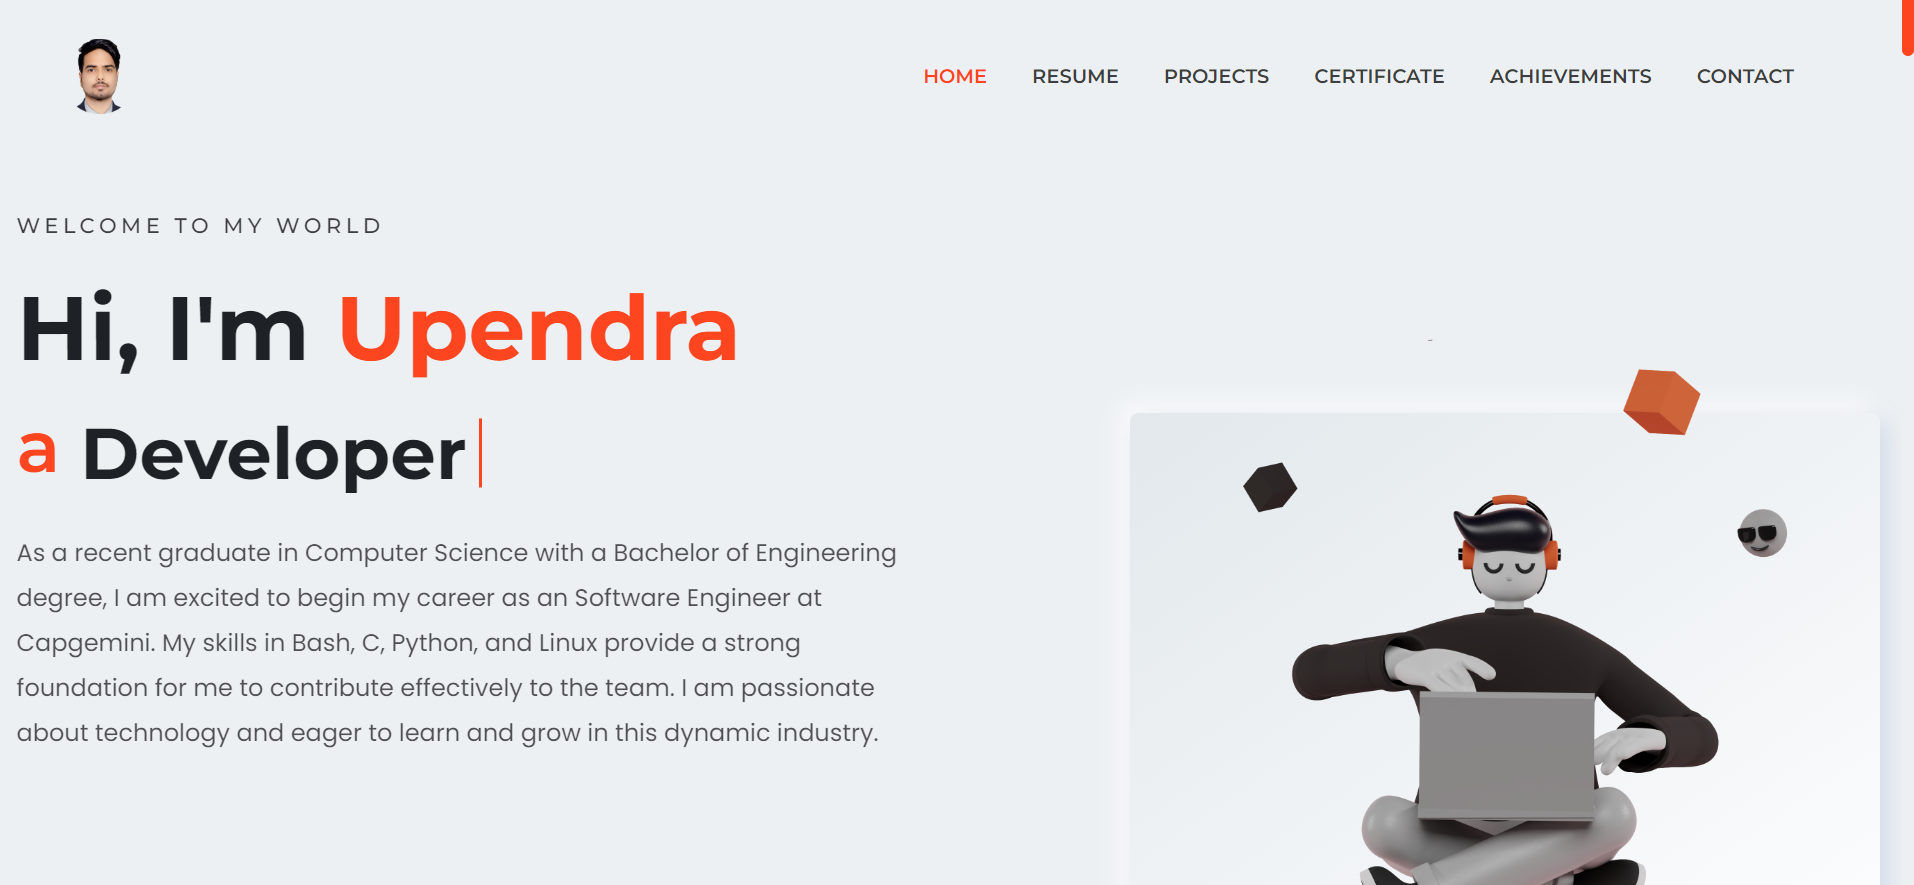 HOME RESUME PROJECTS CERTIFICATE ACHIEVEMENTS CONTACT
WELCOME TO MY WORLD
Hi, I'm Upendra
a Developer
As a recent graduate in Computer Science with a Bachelor of Engineering
degree, I am excited to begin my career as an Software Engineer at
Capgemini. My skills in Bash, C, Python, and Linux provide a strong
foundation for me to contribute effectively to the team. I am passionate
about technology and eager to learn and grow in this dynamic industry.